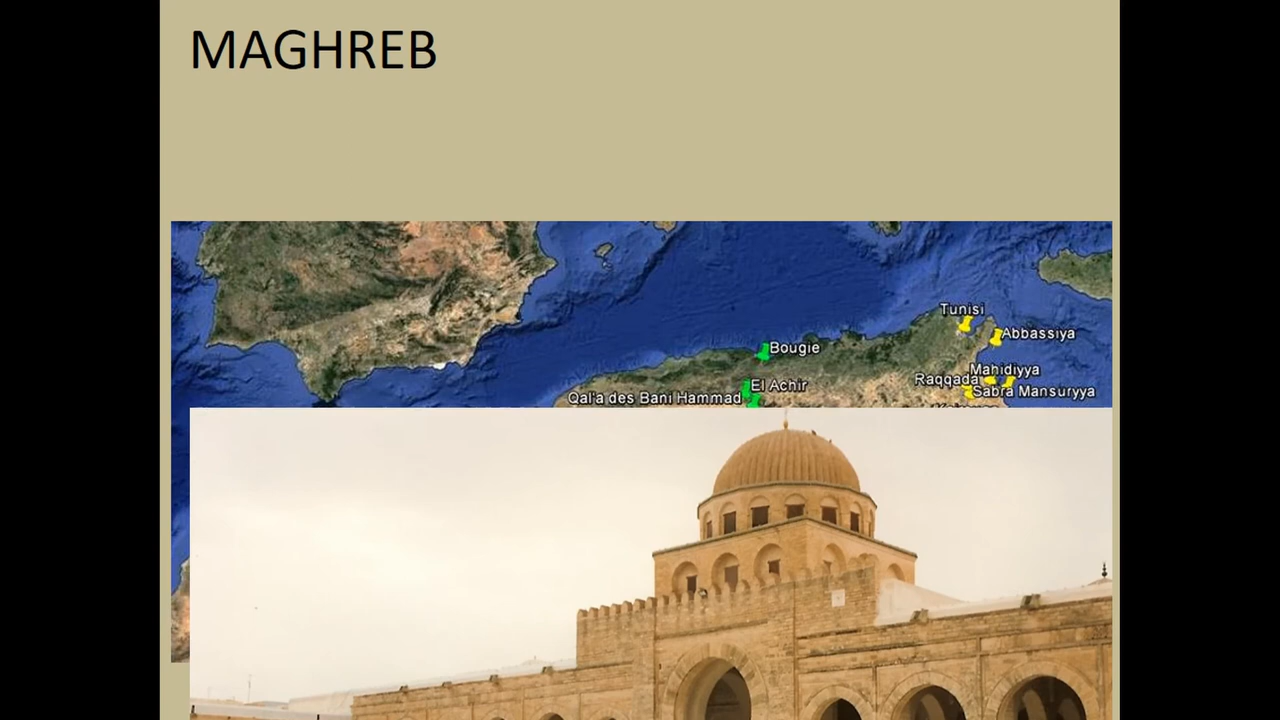 MAGHREB
Tunisi
Abbassiya
Bougie
Mahidiyya
Raqqada
El Achir
Sabra Mansuryya
Qal'a des Bani Hammad